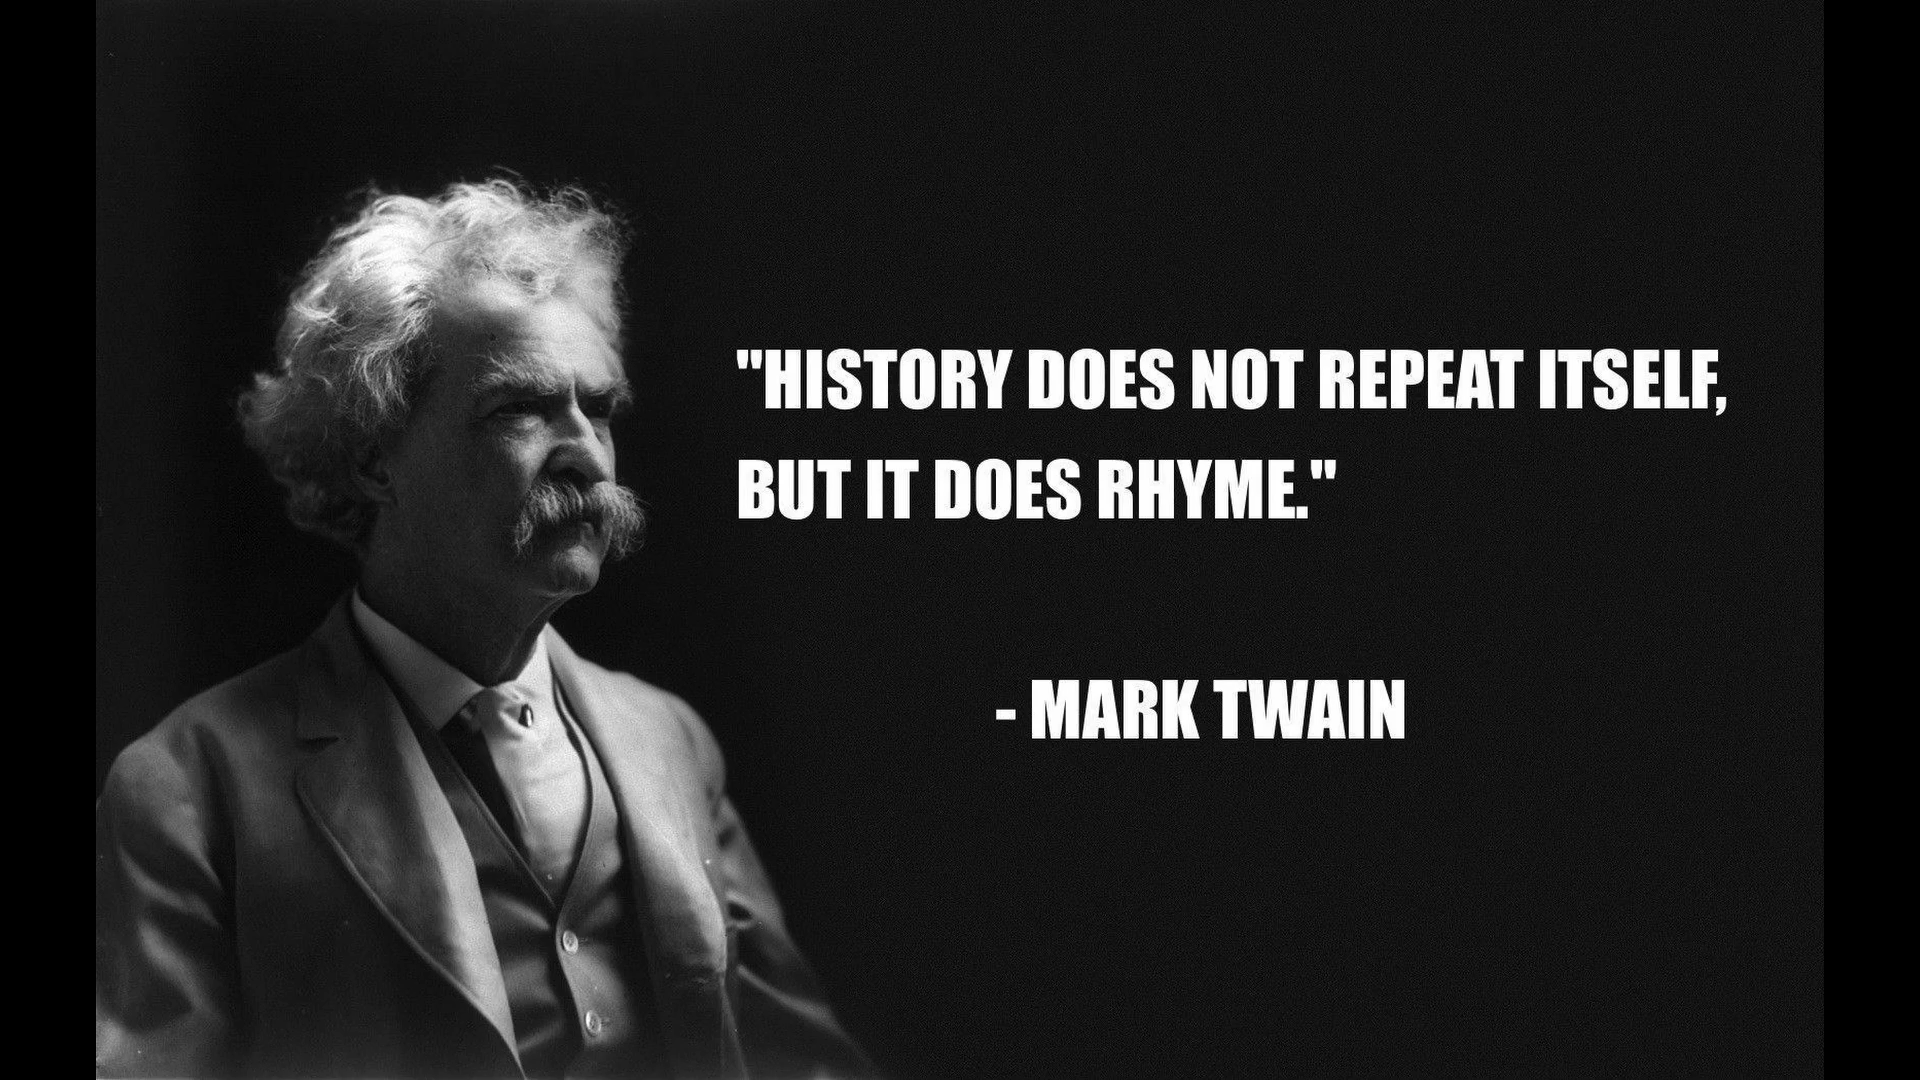 "HISTORY DOES NOT REPEAT ITSELF,
BUT IT DOES RHYME."
- MARK TWAIN